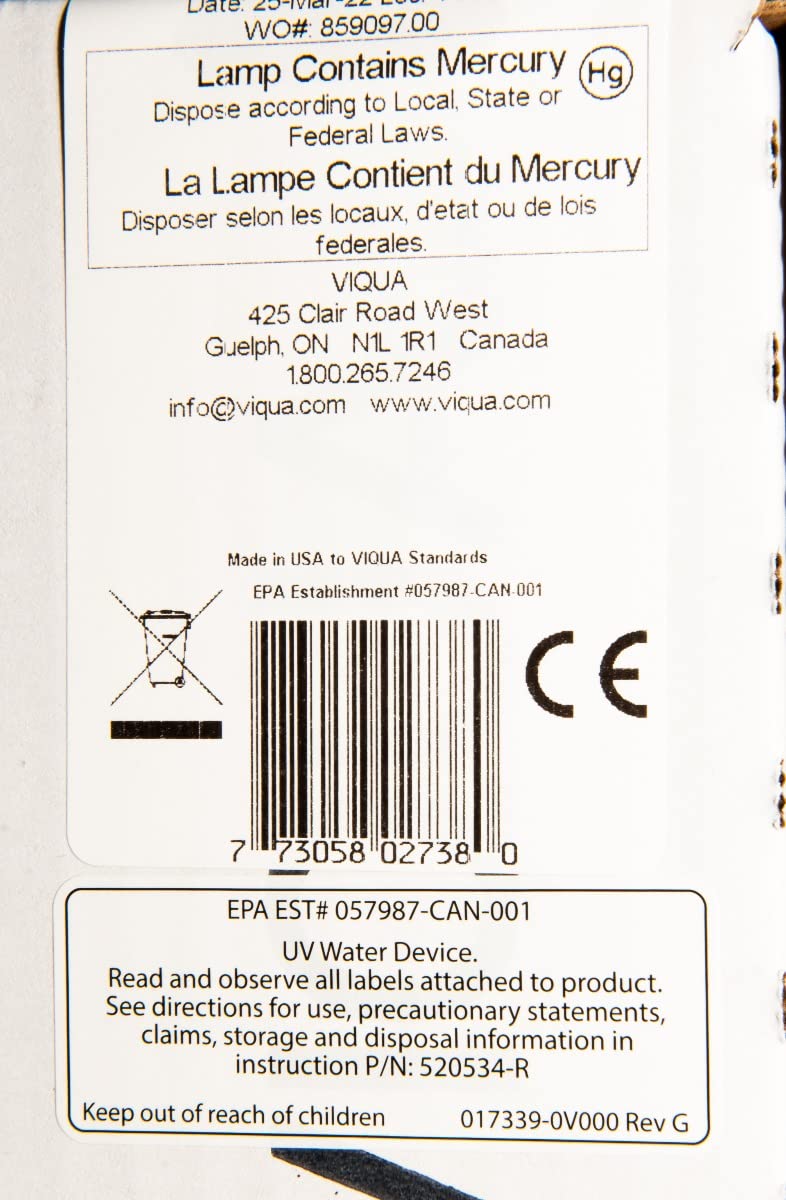 Date: 25-Mar-22
WO#: 859097.00
Lamp Contains Mercury Hg
Dispose according to Local, State or
Federal Laws.
La Lampe Contient du Mercury
Disposer selon les locaux, d'etat ou de lois
federales.
VIQUA
425 Clair Road West
Guelph, ON N1L 1R1 Canada
1.800.265.7246
info@viqua.com www.viqua.com
Made in USA to VIQUA Standards
EPA Establishment #057987-CAN-001
CE
7 73058 02738 0
EPA EST# 057987-CAN-001
UV Water Device.
Read and observe all labels attached to product.
See directions for use, precautionary statements,
claims, storage and disposal information in
instruction P/N: 520534-R
Keep out of reach of children 017339-0V000 Rev G